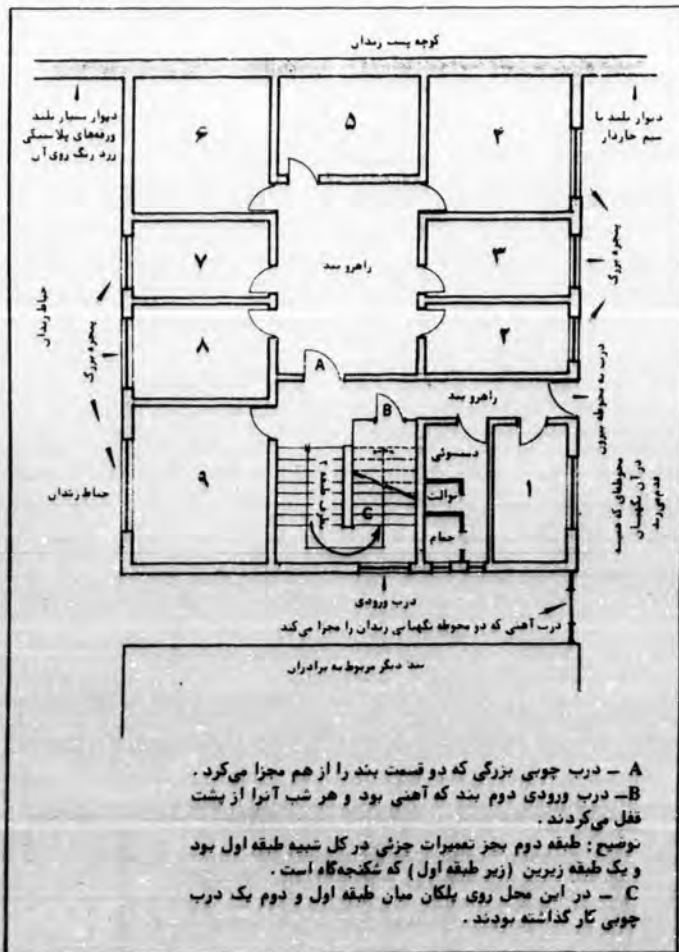 کوچه پشت زندان
دیوار بسیار بلند
ورقه‌های پلاستیکی
زرد رنگ روی آن
دیوار بلند با
سیم خاردار
۶
۵
۴
پنجره بزرگ
۷
راهرو بند
۳
حیاط زندان
پنجره بزرگ
۸
۲
A
راهرو بند
درب به محوطه بیرون
B
دستشوئی
۱
محوطه‌ای که همیشه
در آن نگهبان
قدم می‌زند
حیاط زندان
۹
توالت
C
حمام
درب ورودی
درب آهنی که دو محوطه نگهبانی زندان را مجزا می‌کند
بند دیگر مربوط به برادران
A – درب چوبی بزرگی که دو قسمت بند را از هم مجزا می‌کرد .
B– درب ورودی دوم بند که آهنی بود و هر شب آنرا از پشت
قفل می‌کردند .
توضیح : طبقه دوم بجز تعمیرات جزئی در کل شبیه طبقه اول بود
و یک طبقه زیرین (زیر طبقه اول) که شکنجه‌گاه است .
C – در این محل روی پلکان میان طبقه اول و دوم یک درب
چوبی کار گذاشته بودند .